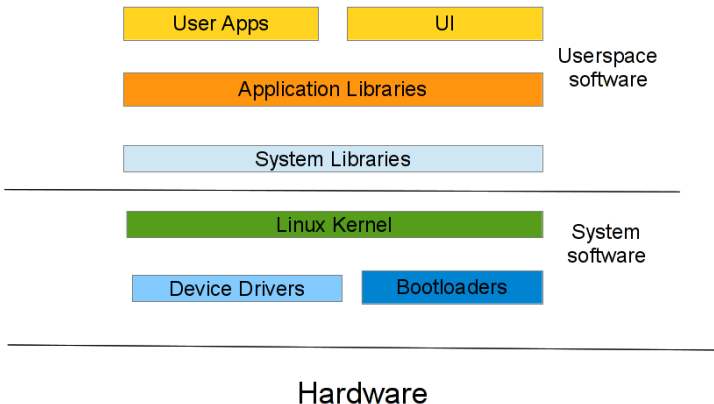 User Apps
UI
Userspace
software
Application Libraries
System Libraries
Linux Kernel
System
software
Device Drivers
Bootloaders
Hardware